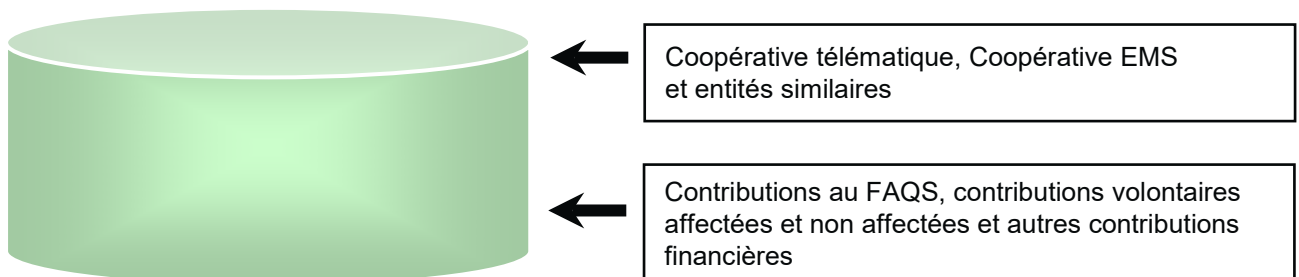 Coopérative télématique, Coopérative EMS
et entités similaires
Contributions au FAQS, contributions volontaires
affectées et non affectées et autres contributions
financières